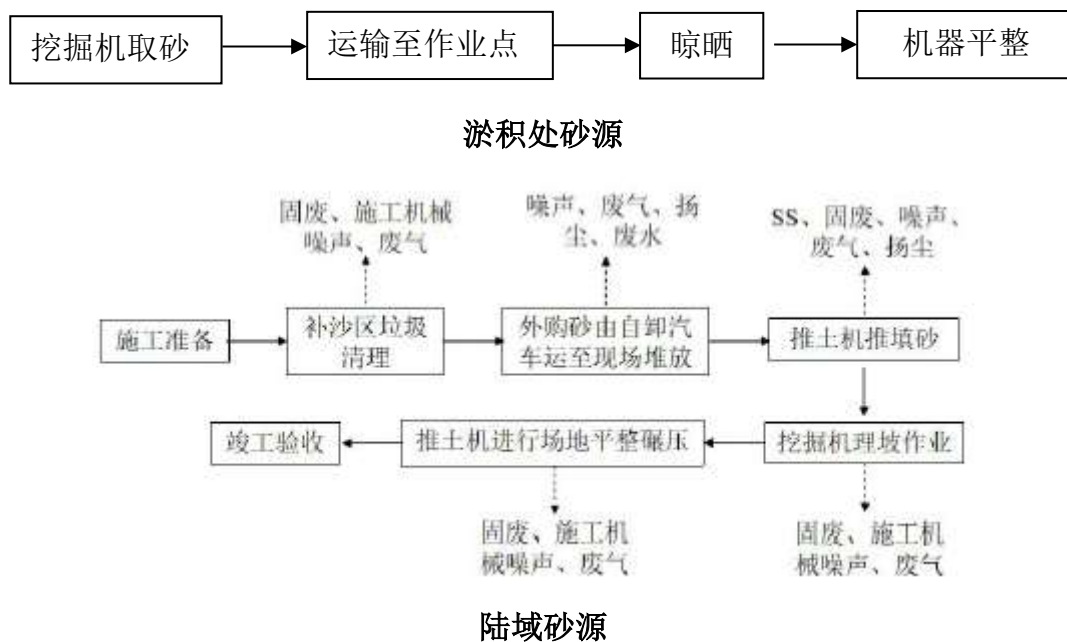 挖掘机取砂
运输至作业点
晾晒
机器平整
淤积处砂源
固废、施工机械
噪声、废气
噪声、废气、扬
尘、废水
SS、固废、噪声、
废气、扬尘
施工准备
补沙区垃圾
清理
外购砂由自卸汽
车运至现场堆放
推土机推填砂
竣工验收
推土机进行场地平整碾压
挖掘机理坡作业
固废、施工机
械噪声、废气
固废、施工机
械噪声、废气
陆域砂源